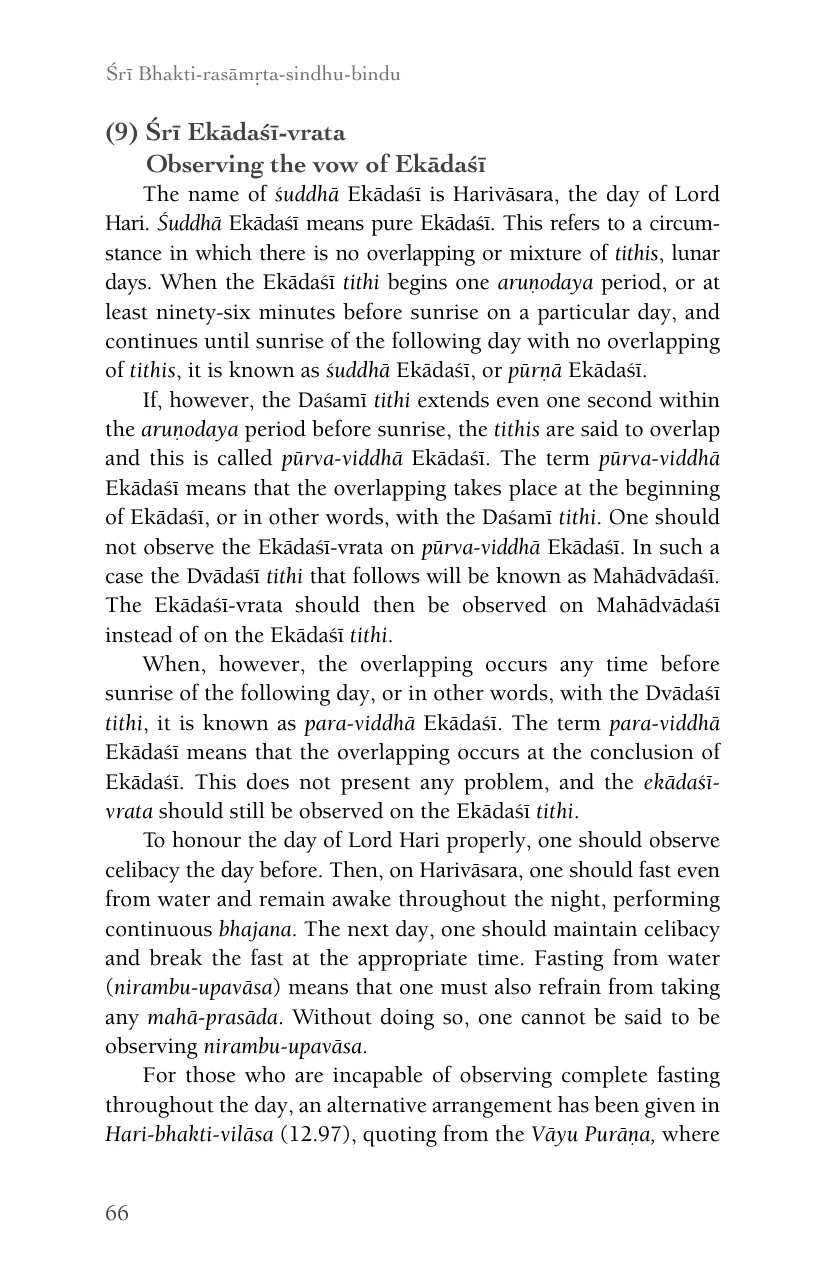 Śrī Bhakti-rasāmṛta-sindhu-bindu
(9) Śrī Ekādaśī-vrata
Observing the vow of Ekādaśī
The name of śuddhā Ekādaśī is Harivāsara, the day of Lord
Hari. Śuddhā Ekādaśī means pure Ekādaśī. This refers to a circum-
stance in which there is no overlapping or mixture of tithis, lunar
days. When the Ekādaśī tithi begins one aruṇodaya period, or at
least ninety-six minutes before sunrise on a particular day, and
continues until sunrise of the following day with no overlapping
of tithis, it is known as śuddhā Ekādaśī, or pūrṇā Ekādaśī.
If, however, the Daśamī tithi extends even one second within
the aruṇodaya period before sunrise, the tithis are said to overlap
and this is called pūrva-viddhā Ekādaśī. The term pūrva-viddhā
Ekādaśī means that the overlapping takes place at the beginning
of Ekādaśī, or in other words, with the Daśamī tithi. One should
not observe the Ekādaśī-vrata on pūrva-viddhā Ekādaśī. In such a
case the Dvādaśī tithi that follows will be known as Mahādvādaśī.
The Ekādaśī-vrata should then be observed on Mahādvādaśī
instead of on the Ekādaśī tithi.
When, however, the overlapping occurs any time before
sunrise of the following day, or in other words, with the Dvādaśī
tithi, it is known as para-viddhā Ekādaśī. The term para-viddhā
Ekādaśī means that the overlapping occurs at the conclusion of
Ekādaśī. This does not present any problem, and the ekādaśī-
vrata should still be observed on the Ekādaśī tithi.
To honour the day of Lord Hari properly, one should observe
celibacy the day before. Then, on Harivāsara, one should fast even
from water and remain awake throughout the night, performing
continuous bhajana. The next day, one should maintain celibacy
and break the fast at the appropriate time. Fasting from water
(nirambu-upavāsa) means that one must also refrain from taking
any mahā-prasāda. Without doing so, one cannot be said to be
observing nirambu-upavāsa.
For those who are incapable of observing complete fasting
throughout the day, an alternative arrangement has been given in
Hari-bhakti-vilāsa (12.97), quoting from the Vāyu Purāṇa, where
66